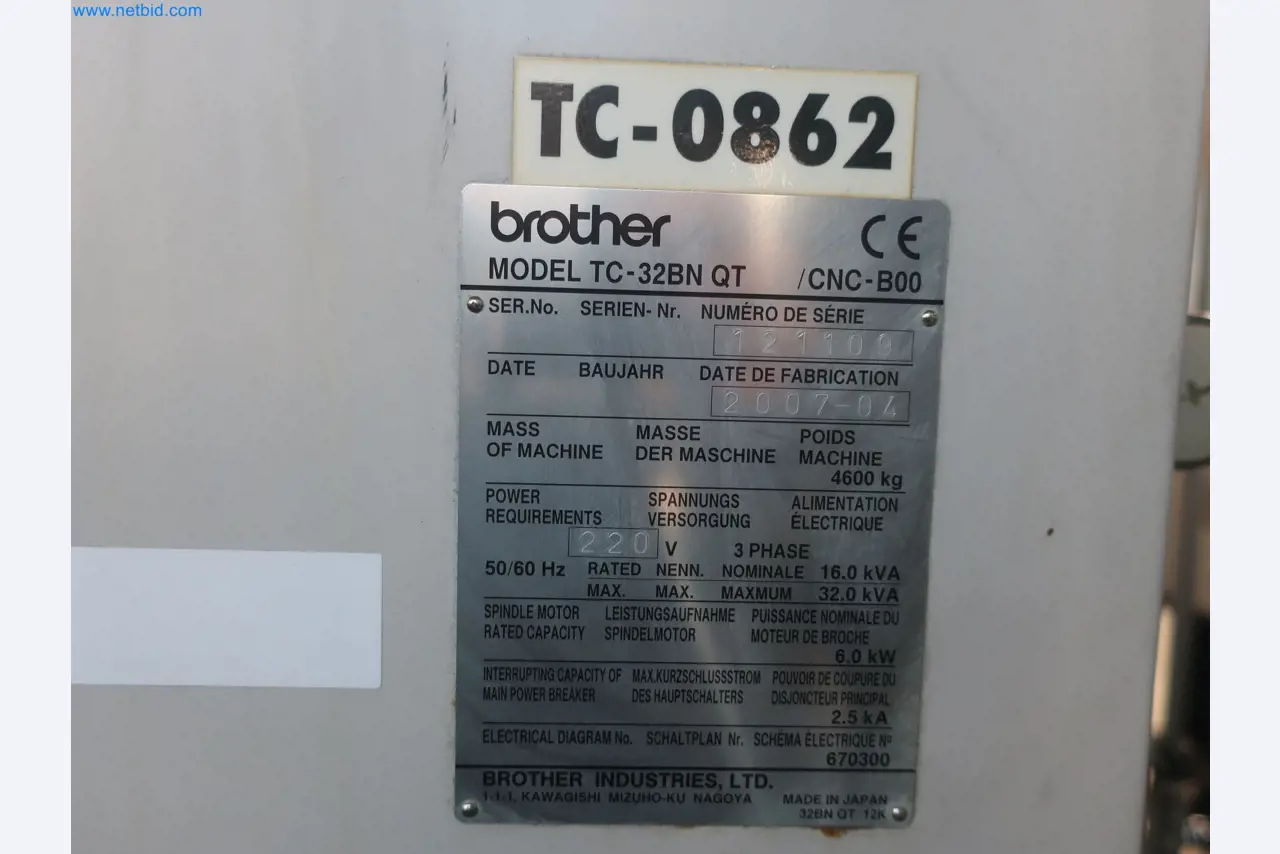 www.netbid.com
TC-0862
brother CE
MODEL TC-32BN QT /CNC-B00
SER.No. SERIEN- Nr. NUMÉRO DE SÉRIE
121109
DATE BAUJAHR DATE DE FABRICATION
2007-04
MASS MASSE POIDS
OF MACHINE DER MASCHINE MACHINE
4600 kg
POWER SPANNUNGS ALIMENTATION
REQUIREMENTS VERSORGUNG ÉLECTRIQUE
220 V 3 PHASE
50/60 Hz RATED NENN. NOMINALE 16.0 kVA
MAX. MAX. MAXMUM 32.0 kVA
SPINDLE MOTOR LEISTUNGSAUFNAHME PUISSANCE NOMINALE DU
RATED CAPACITY SPINDELMOTOR MOTEUR DE BROCHE
6.0 kW
INTERRUPTING CAPACITY OF MAX.KURZSCHLUSSSTROM POUVOIR DE COUPURE DU
MAIN POWER BREAKER DES HAUPTSCHALTERS DISJONCTEUR PRINCIPAL
2.5 kA
ELECTRICAL DIAGRAM No. SCHALTPLAN Nr. SCHÉMA ÉLECTRIQUE Nº
670300
BROTHER INDUSTRIES, LTD.
1-1-1, KAWAGISHI MIZUHO-KU NAGOYA MADE IN JAPAN
32BN QT 12K